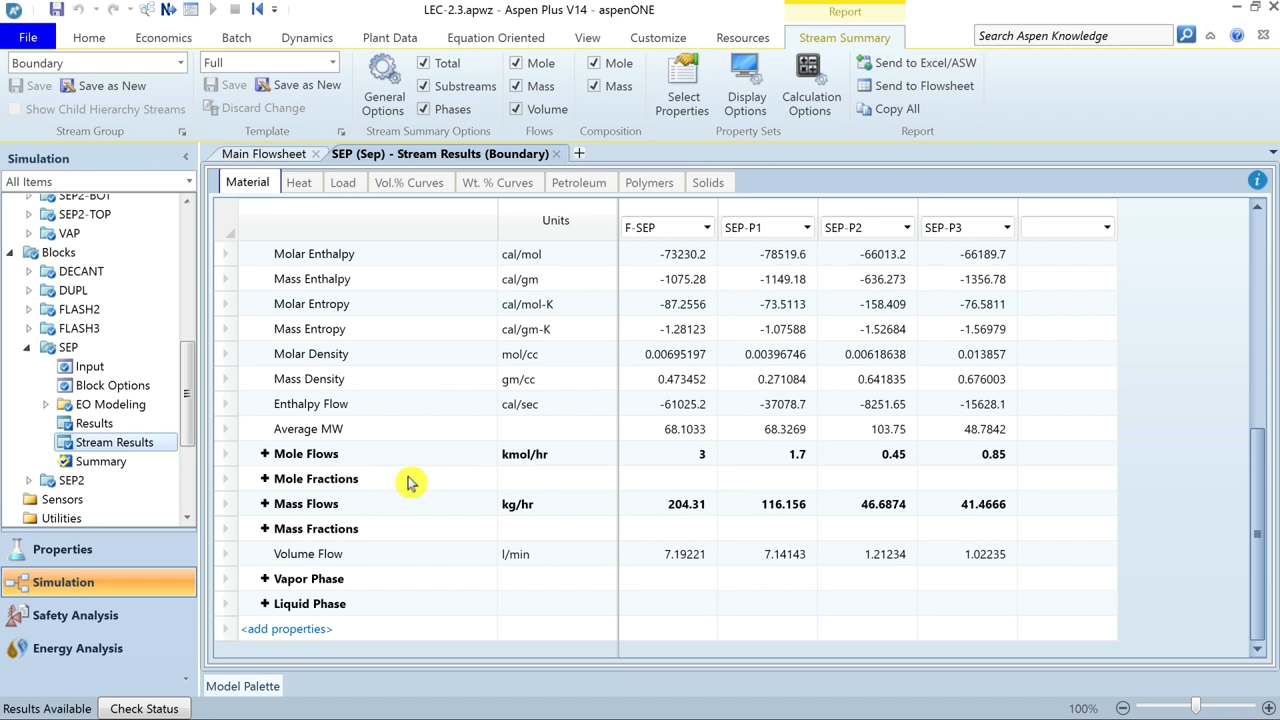 LEC-2.3.apwz - Aspen Plus V14 - aspenONE
Report
File Home Economics Batch Dynamics Plant Data Equation Oriented View Customize Resources Stream Summary Search Aspen Knowledge
Boundary
Save Save as New
Show Child Hierarchy Streams
Stream Group
Full
Save Save as New
Discard Change
Template
General Options
Total
Substreams
Phases
Stream Summary Options
Mole
Mass
Volume
Flows
Mole
Mass
Composition
Select Properties
Display Options
Calculation Options
Property Sets
Send to Excel/ASW
Send to Flowsheet
Copy All
Report
Simulation
All Items
SEP2-BOT
SEP2-TOP
VAP
Blocks
DECANT
DUPL
FLASH2
FLASH3
SEP
Input
Block Options
EO Modeling
Results
Stream Results
Summary
SEP2
Sensors
Utilities
Properties
Simulation
Safety Analysis
Energy Analysis
Main Flowsheet SEP (Sep) - Stream Results (Boundary)
Material Heat Load Vol.% Curves Wt. % Curves Petroleum Polymers Solids
Units F-SEP SEP-P1 SEP-P2 SEP-P3
Molar Enthalpy cal/mol -73230.2 -78519.6 -66013.2 -66189.7
Mass Enthalpy cal/gm -1075.28 -1149.18 -636.273 -1356.78
Molar Entropy cal/mol-K -87.2556 -73.5113 -158.409 -76.5811
Mass Entropy cal/gm-K -1.28123 -1.07588 -1.52684 -1.56979
Molar Density mol/cc 0.00695197 0.00396746 0.00618638 0.013857
Mass Density gm/cc 0.473452 0.271084 0.641835 0.676003
Enthalpy Flow cal/sec -61025.2 -37078.7 -8251.65 -15628.1
Average MW 68.1033 68.3269 103.75 48.7842
+ Mole Flows kmol/hr 3 1.7 0.45 0.85
+ Mole Fractions
+ Mass Flows kg/hr 204.31 116.156 46.6874 41.4666
+ Mass Fractions
Volume Flow l/min 7.19221 7.14143 1.21234 1.02235
+ Vapor Phase
+ Liquid Phase
<add properties>
Model Palette
Results Available Check Status 100%